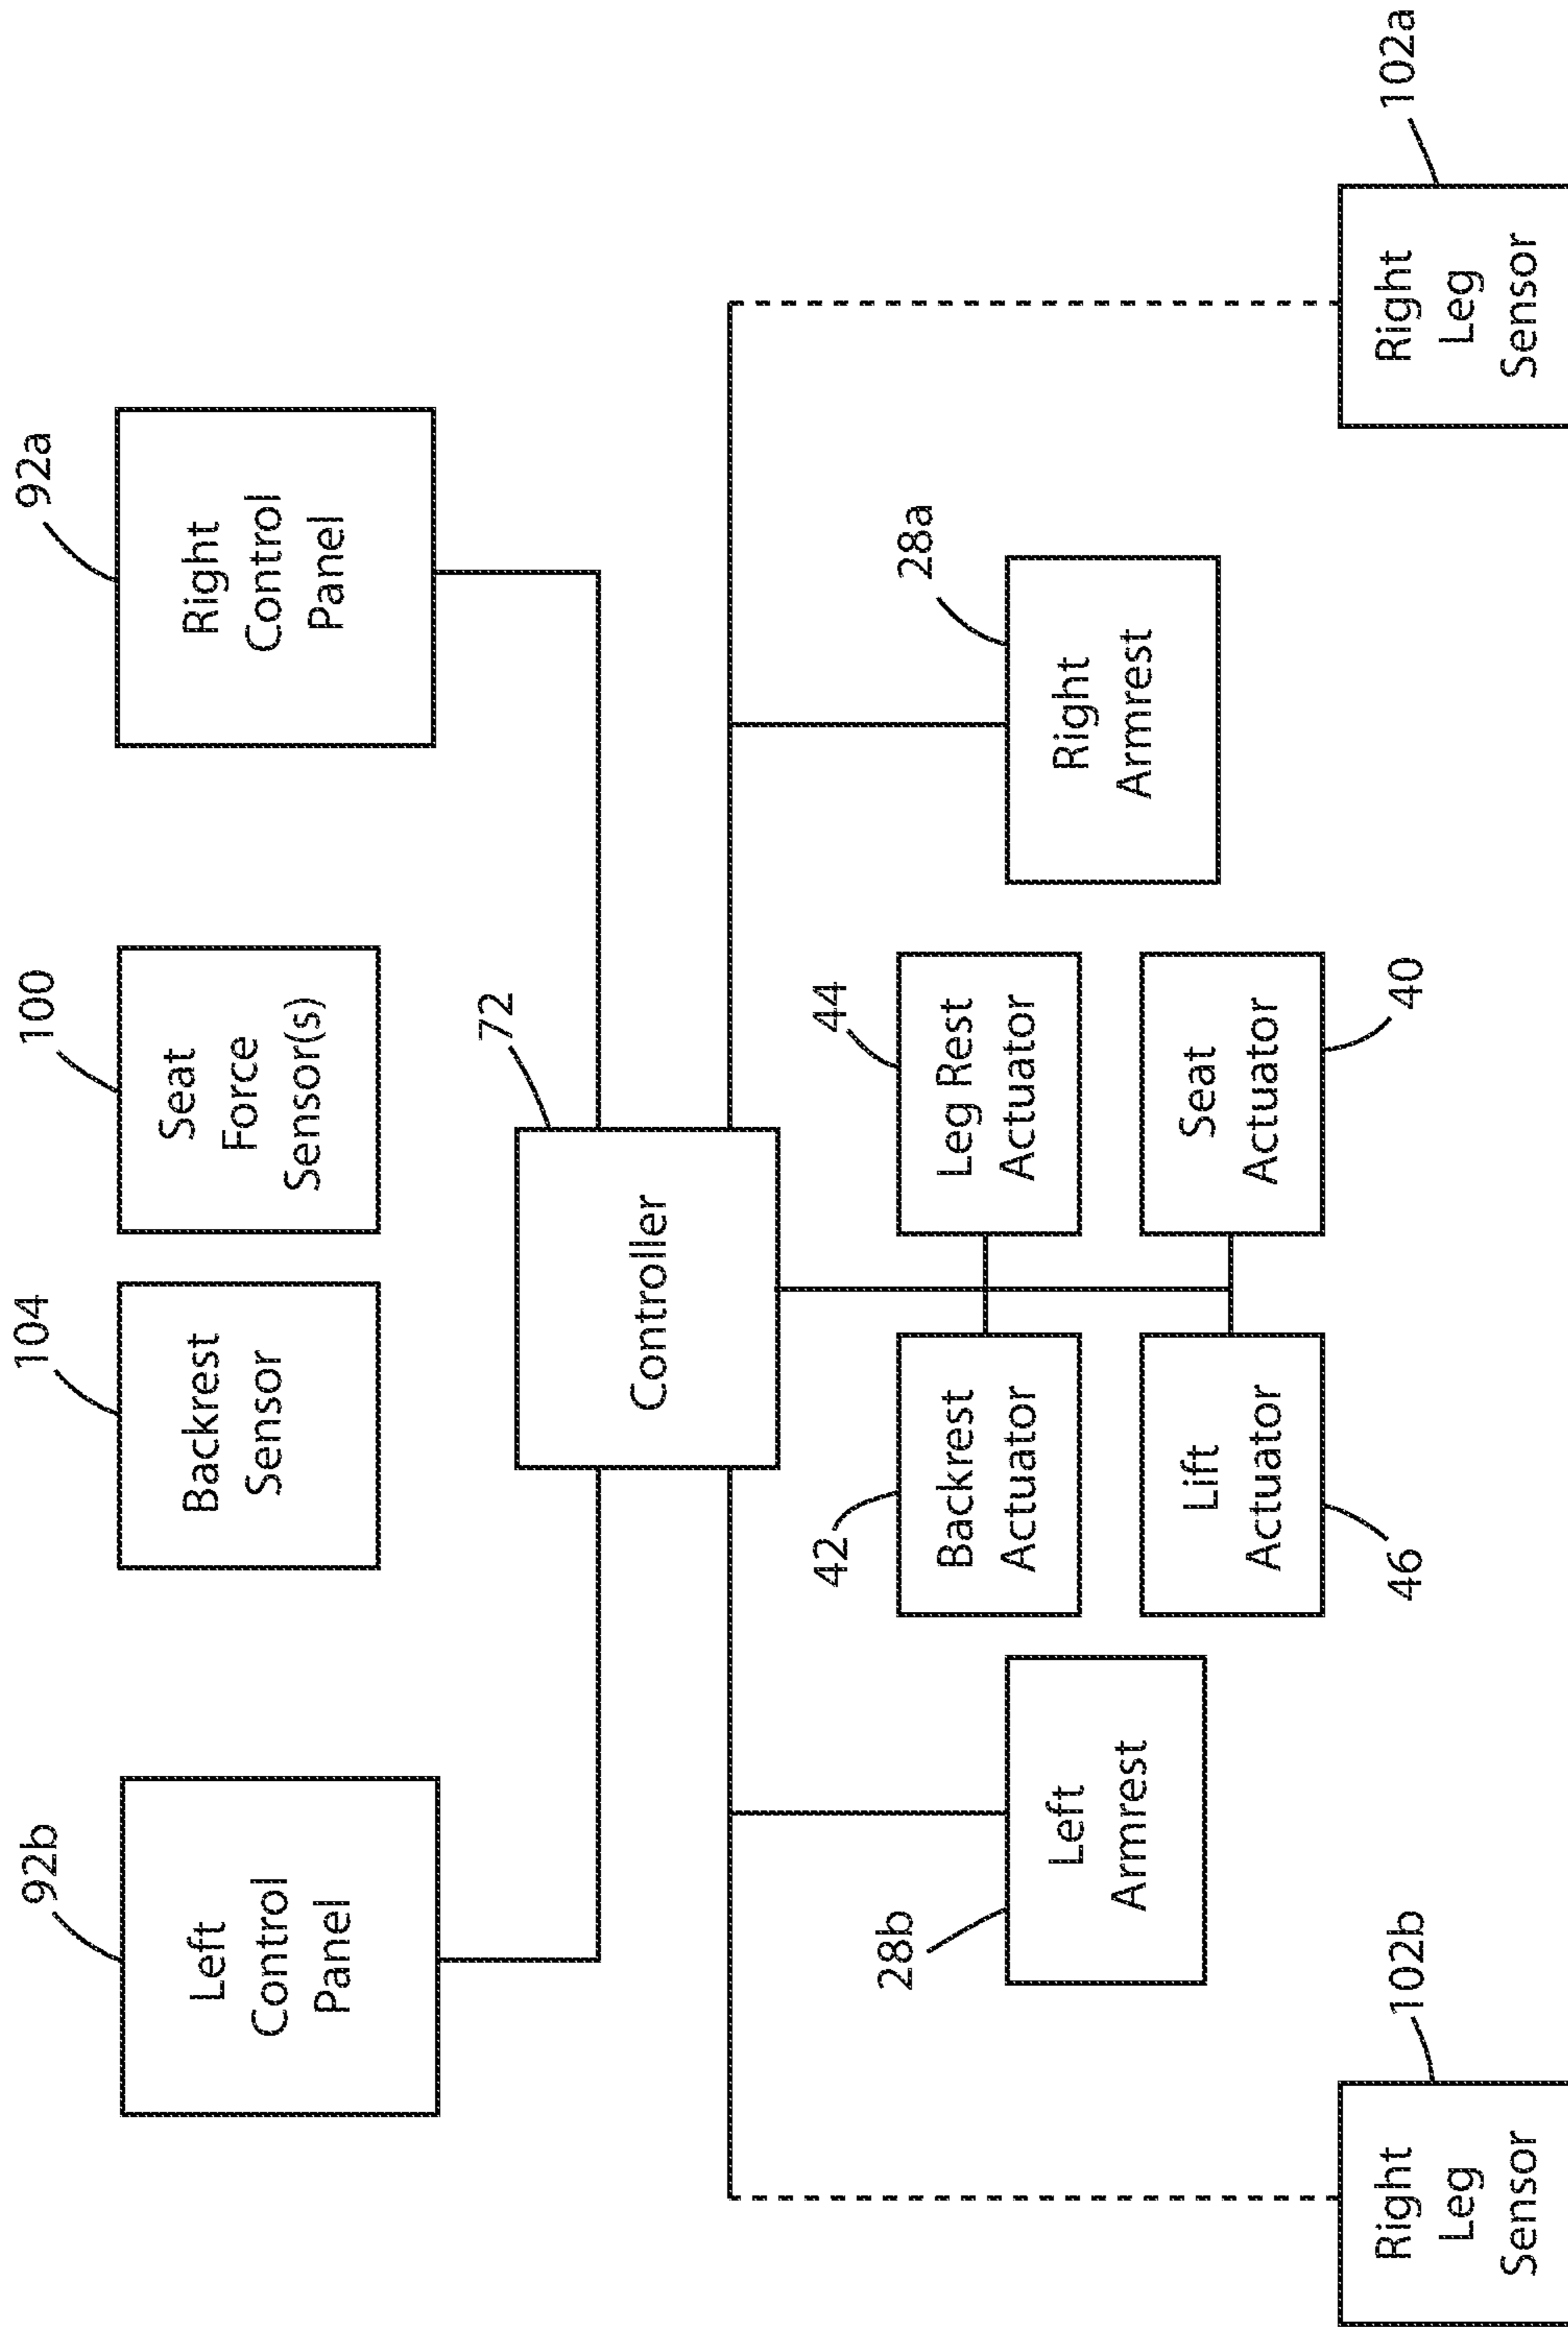 92b
Left
Control
Panel
104
Backrest
Sensor
100
Seat
Force
Sensor(s)
92a
Right
Control
Panel
72
Controller
42
Backrest
Actuator
44
Leg Rest
Actuator
28b
Left
Armrest
28a
Right
Armrest
Lift
Actuator
46
Seat
Actuator
40
102b
Right
Leg
Sensor
102a
Right
Leg
Sensor